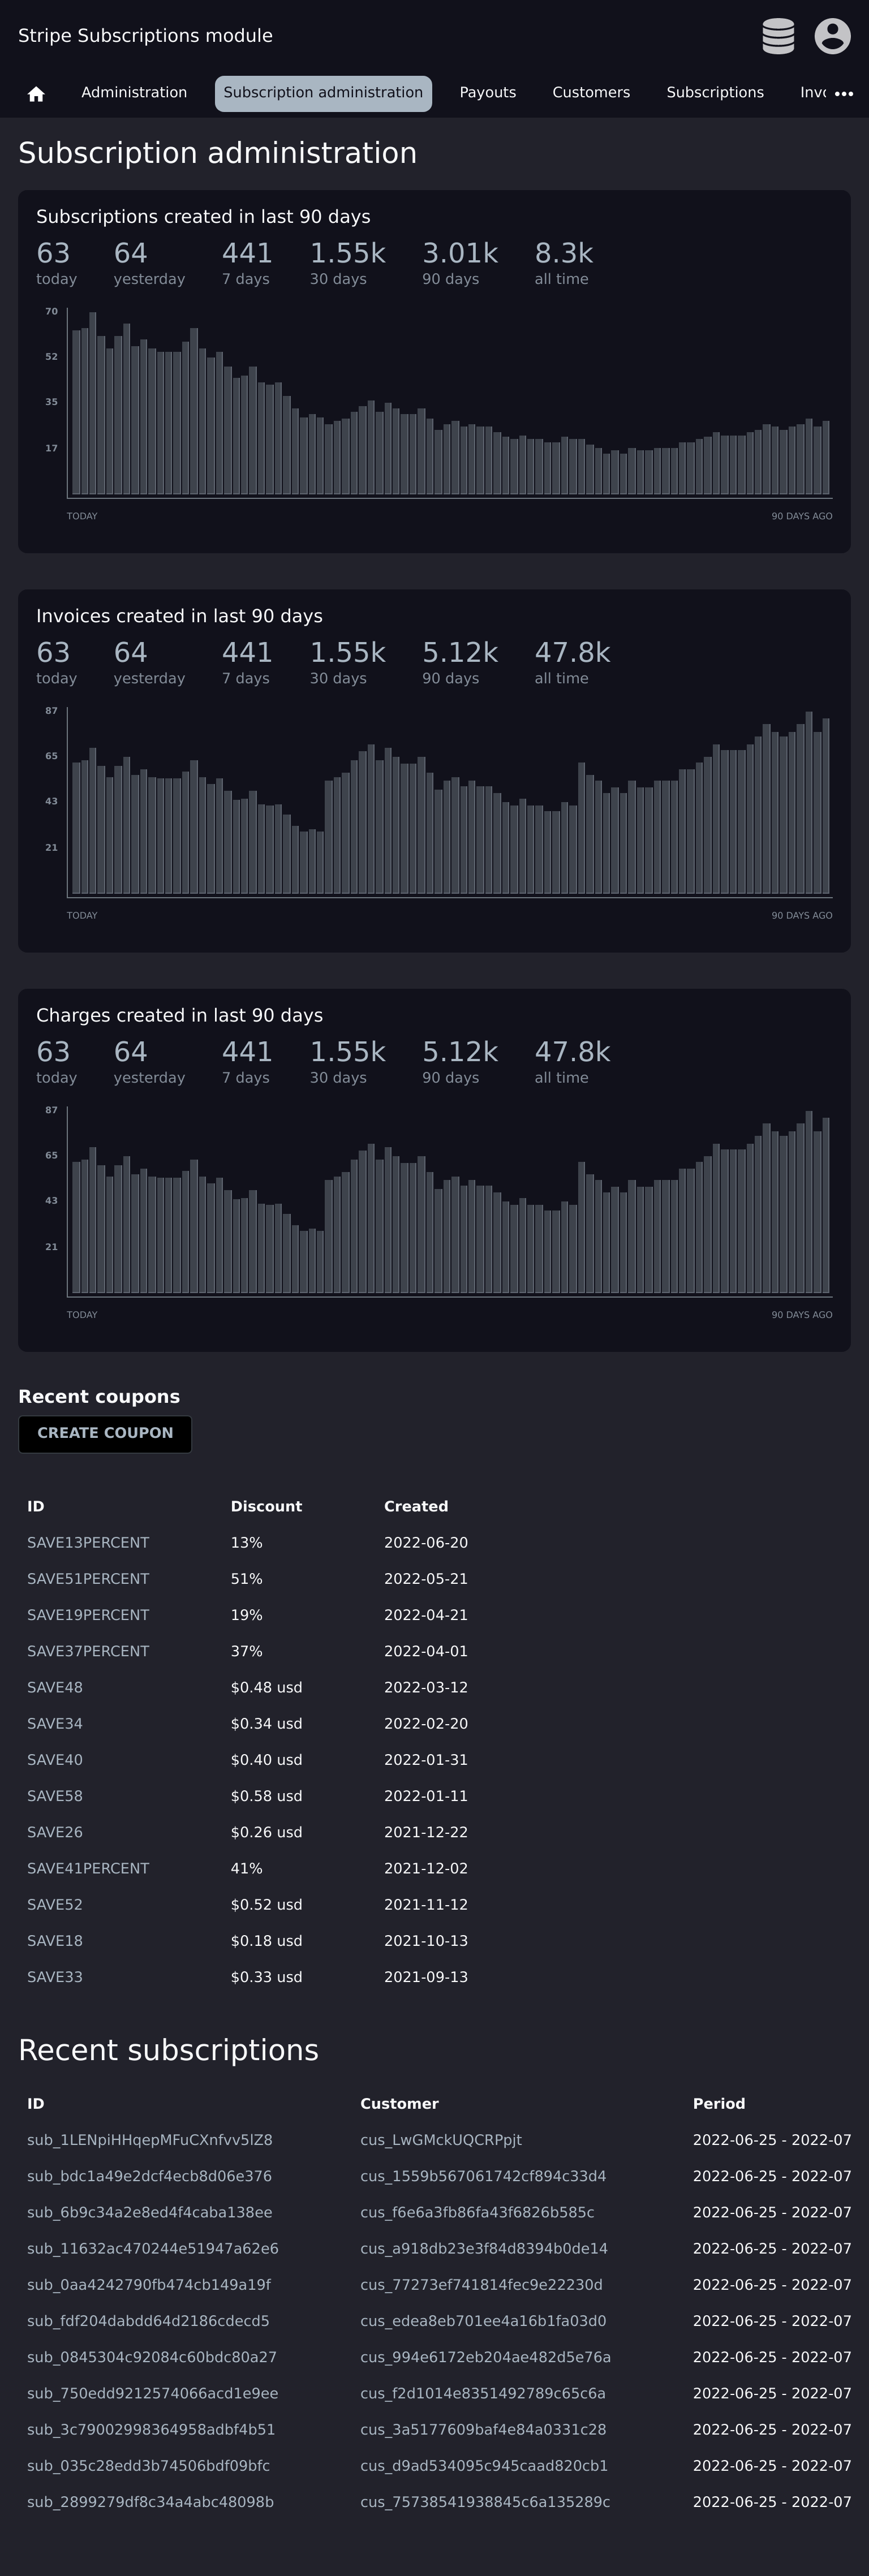 Stripe Subscriptions module
Administration Subscription administration Payouts Customers Subscriptions
Subscription administration
Subscriptions created in last 90 days
63 64 441 1.55k 3.01k 8.3k
today yesterday 7 days 30 days 90 days all time
70
52
35
17
TODAY 90 DAYS AGO
Invoices created in last 90 days
63 64 441 1.55k 5.12k 47.8k
today yesterday 7 days 30 days 90 days all time
87
65
43
21
TODAY 90 DAYS AGO
Charges created in last 90 days
63 64 441 1.55k 5.12k 47.8k
today yesterday 7 days 30 days 90 days all time
87
65
43
21
TODAY 90 DAYS AGO
Recent coupons
CREATE COUPON
ID Discount Created
SAVE13PERCENT 13% 2022-06-20
SAVE51PERCENT 51% 2022-05-21
SAVE19PERCENT 19% 2022-04-21
SAVE37PERCENT 37% 2022-04-01
SAVE48 $0.48 usd 2022-03-12
SAVE34 $0.34 usd 2022-02-20
SAVE40 $0.40 usd 2022-01-31
SAVE58 $0.58 usd 2022-01-11
SAVE26 $0.26 usd 2021-12-22
SAVE41PERCENT 41% 2021-12-02
SAVE52 $0.52 usd 2021-11-12
SAVE18 $0.18 usd 2021-10-13
SAVE33 $0.33 usd 2021-09-13
Recent subscriptions
ID Customer Period
sub_1LENpiHHqepMFuCXnfvv5lZ8 cus_LwGMckUQCRPpjt 2022-06-25 - 2022-07
sub_bdc1a49e2dcf4ecb8d06e376 cus_1559b567061742cf894c33d4 2022-06-25 - 2022-07
sub_6b9c34a2e8ed4f4caba138ee cus_f6e6a3fb86fa43f6826b585c 2022-06-25 - 2022-07
sub_11632ac470244e51947a62e6 cus_a918db23e3f84d8394b0de14 2022-06-25 - 2022-07
sub_0aa4242790fb474cb149a19f cus_77273ef741814fec9e22230d 2022-06-25 - 2022-07
sub_fdf204dabdd64d2186cdecd5 cus_edea8eb701ee4a16b1fa03d0 2022-06-25 - 2022-07
sub_0845304c92084c60bdc80a27 cus_994e6172eb204ae482d5e76a 2022-06-25 - 2022-07
sub_750edd9212574066acd1e9ee cus_f2d1014e8351492789c65c6a 2022-06-25 - 2022-07
sub_3c79002998364958adbf4b51 cus_3a5177609baf4e84a0331c28 2022-06-25 - 2022-07
sub_035c28edd3b74506bdf09bfc cus_d9ad534095c945caad820cb1 2022-06-25 - 2022-07
sub_2899279df8c34a4abc48098b cus_75738541938845c6a135289c 2022-06-25 - 2022-07